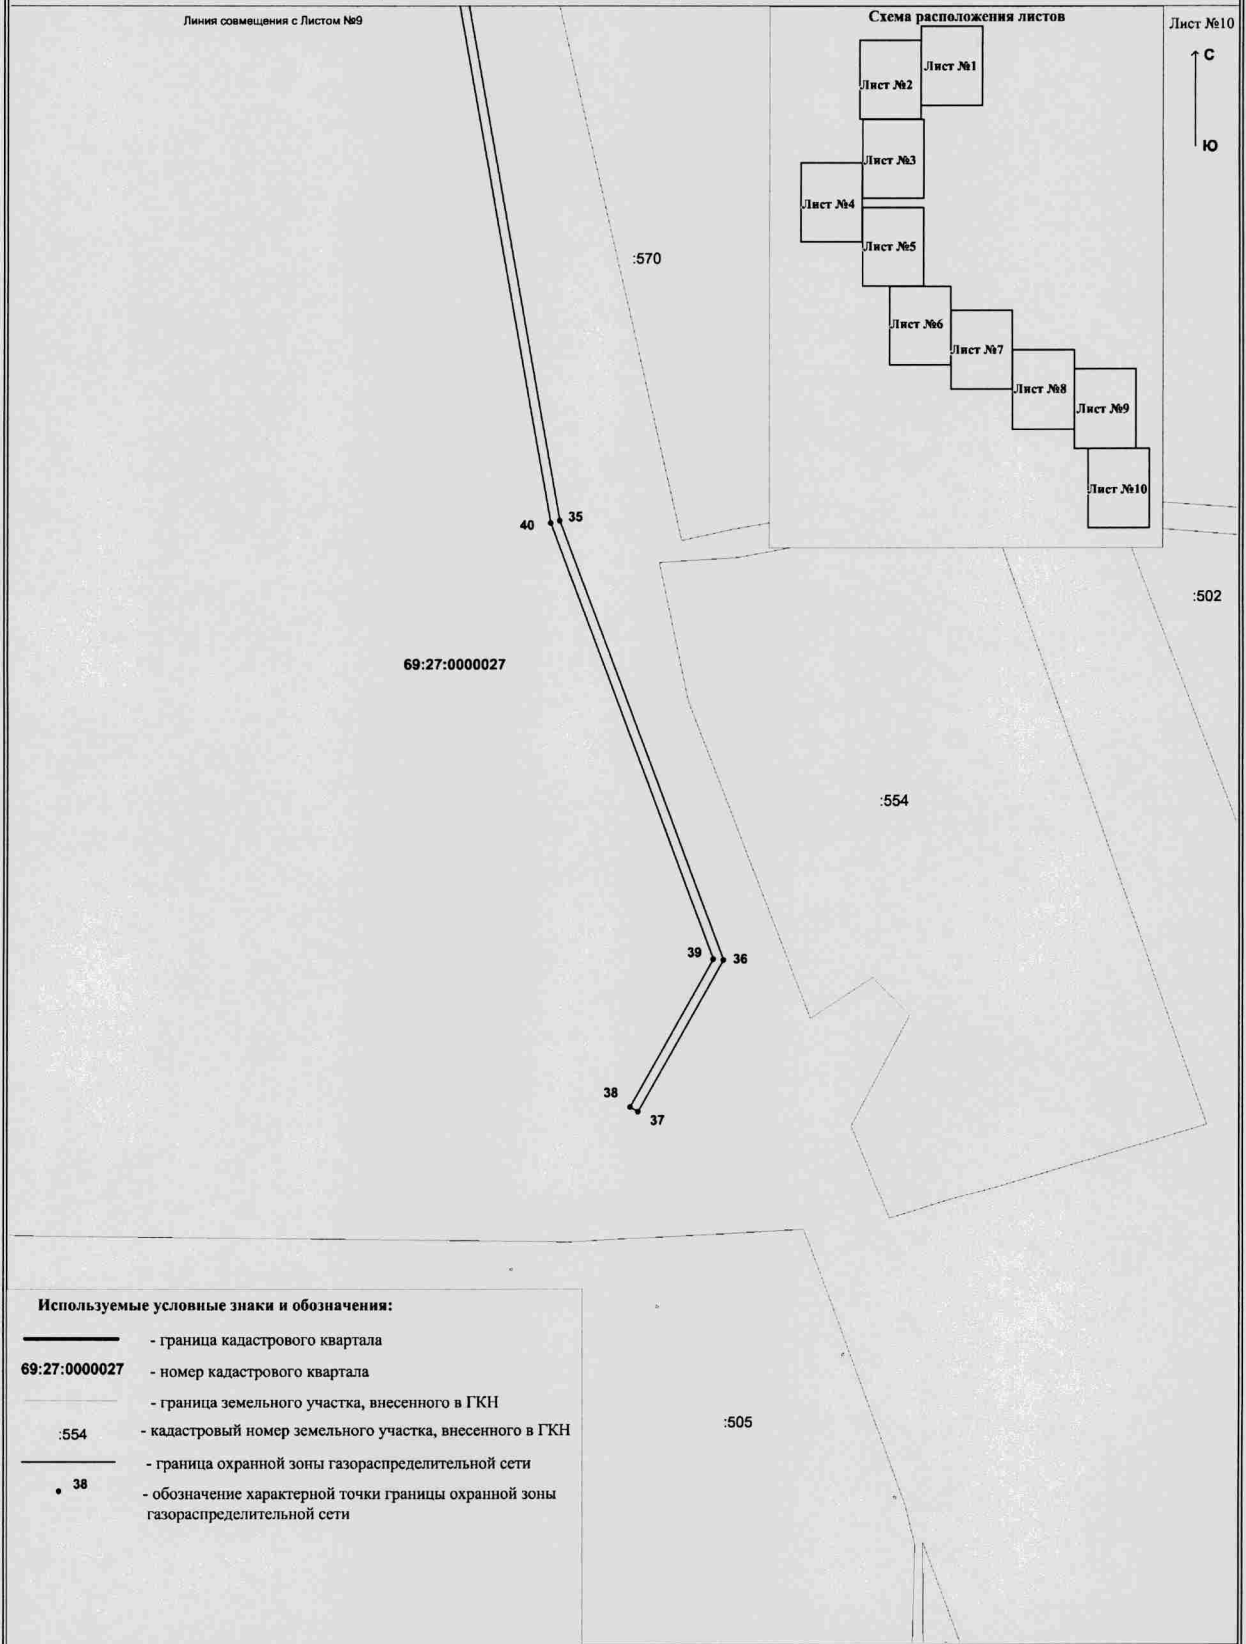 Линия совмещения с Листом №9
Схема расположения листов
Лист №10
С
Ю
Лист №1
Лист №2
Лист №3
Лист №4
Лист №5
Лист №6
Лист №7
Лист №8
Лист №9
Лист №10
:570
40
35
:502
69:27:0000027
:554
39
36
38
37
Используемые условные знаки и обозначения:
- граница кадастрового квартала
69:27:0000027 - номер кадастрового квартала
- граница земельного участка, внесенного в ГКН
:554 - кадастровый номер земельного участка, внесенного в ГКН
- граница охранной зоны газораспределительной сети
38 - обозначение характерной точки границы охранной зоны
газораспределительной сети
:505